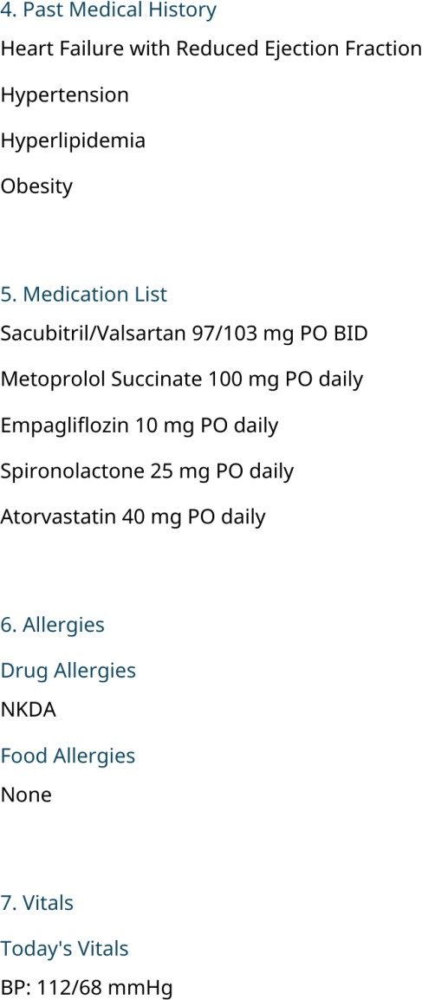 4. Past Medical History
Heart Failure with Reduced Ejection Fraction
Hypertension
Hyperlipidemia
Obesity
5. Medication List
Sacubitril/Valsartan 97/103 mg PO BID
Metoprolol Succinate 100 mg PO daily
Empagliflozin 10 mg PO daily
Spironolactone 25 mg PO daily
Atorvastatin 40 mg PO daily
6. Allergies
Drug Allergies
NKDA
Food Allergies
None
7. Vitals
Today's Vitals
BP: 112/68 mmHg